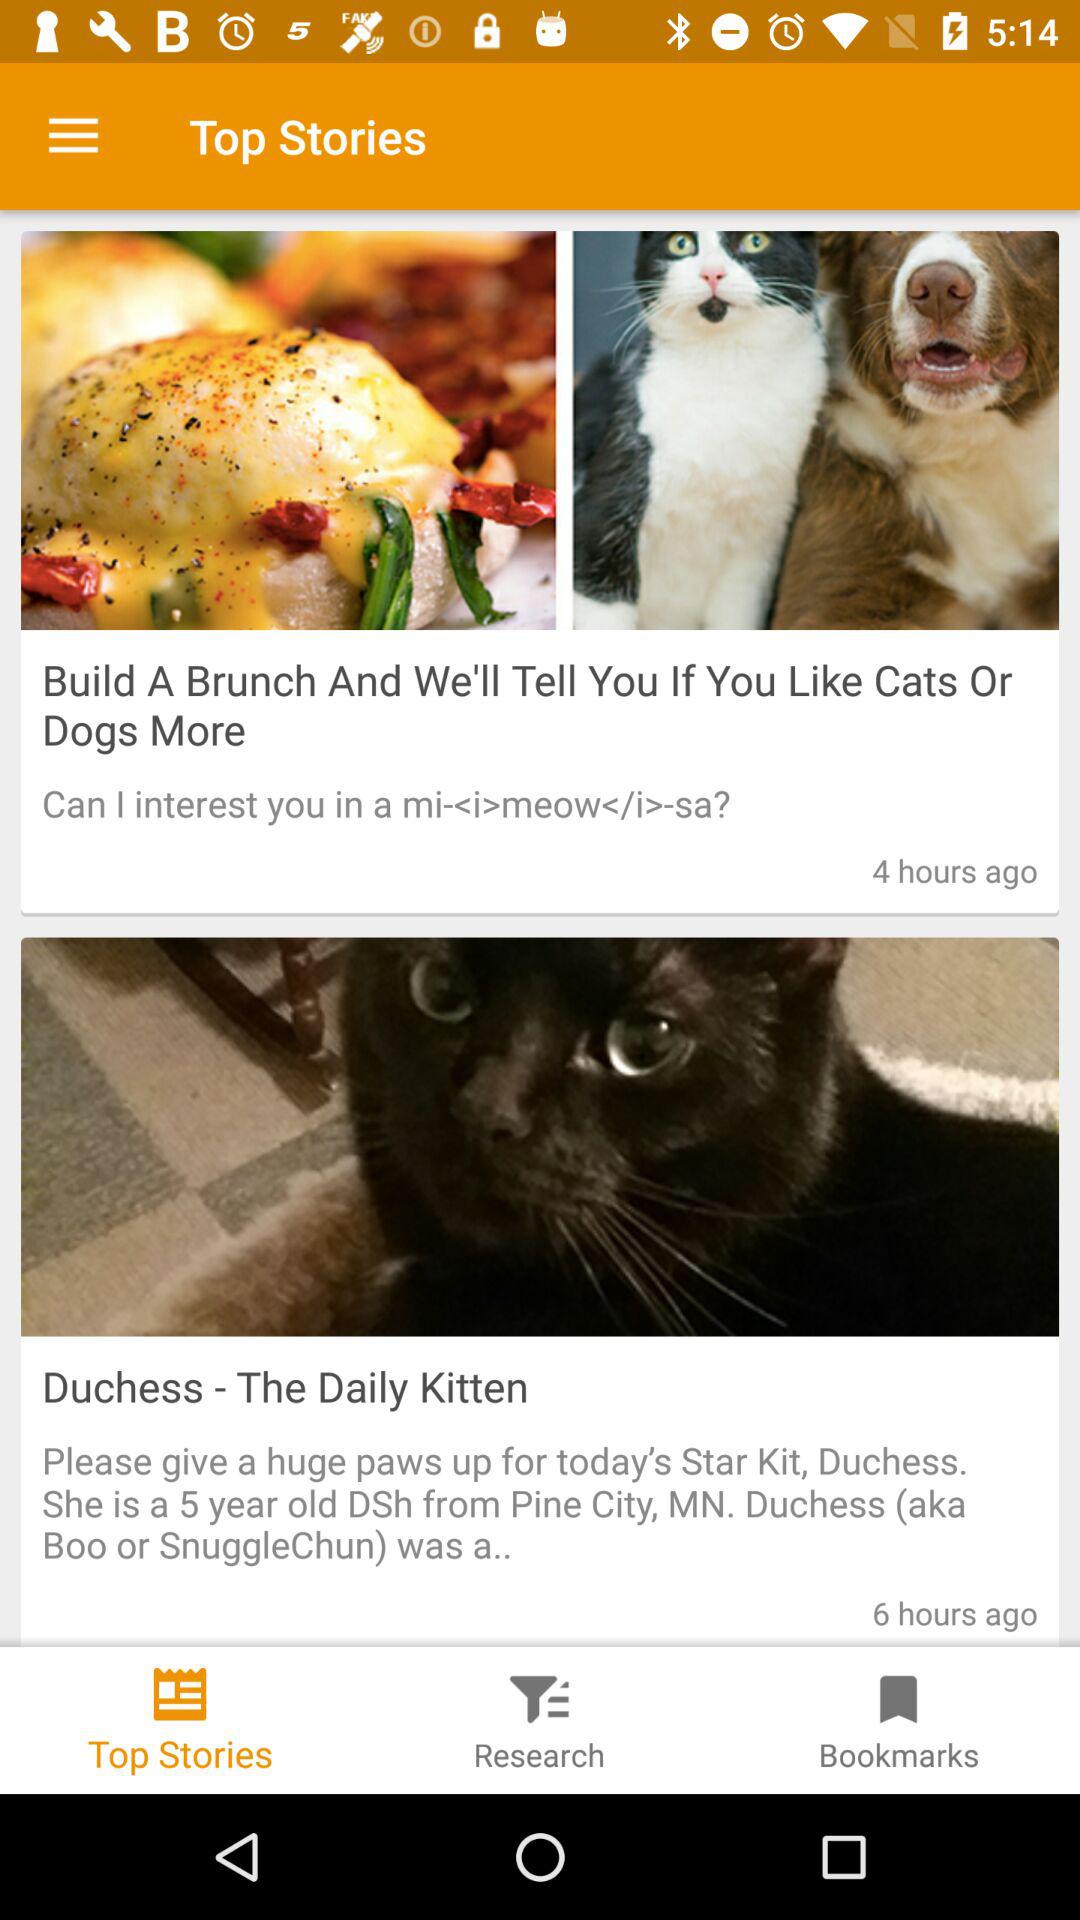 FAKE
5:14
Top Stories
Build A Brunch And We'll Tell You If You Like Cats Or
Dogs More
Can I interest you in a mi-<i>meow</i>-sa?
4 hours ago
Duchess - The Daily Kitten
Please give a huge paws up for today’s Star Kit, Duchess.
She is a 5 year old DSh from Pine City, MN. Duchess (aka
Boo or SnuggleChun) was a..
6 hours ago
Top Stories
Research
Bookmarks